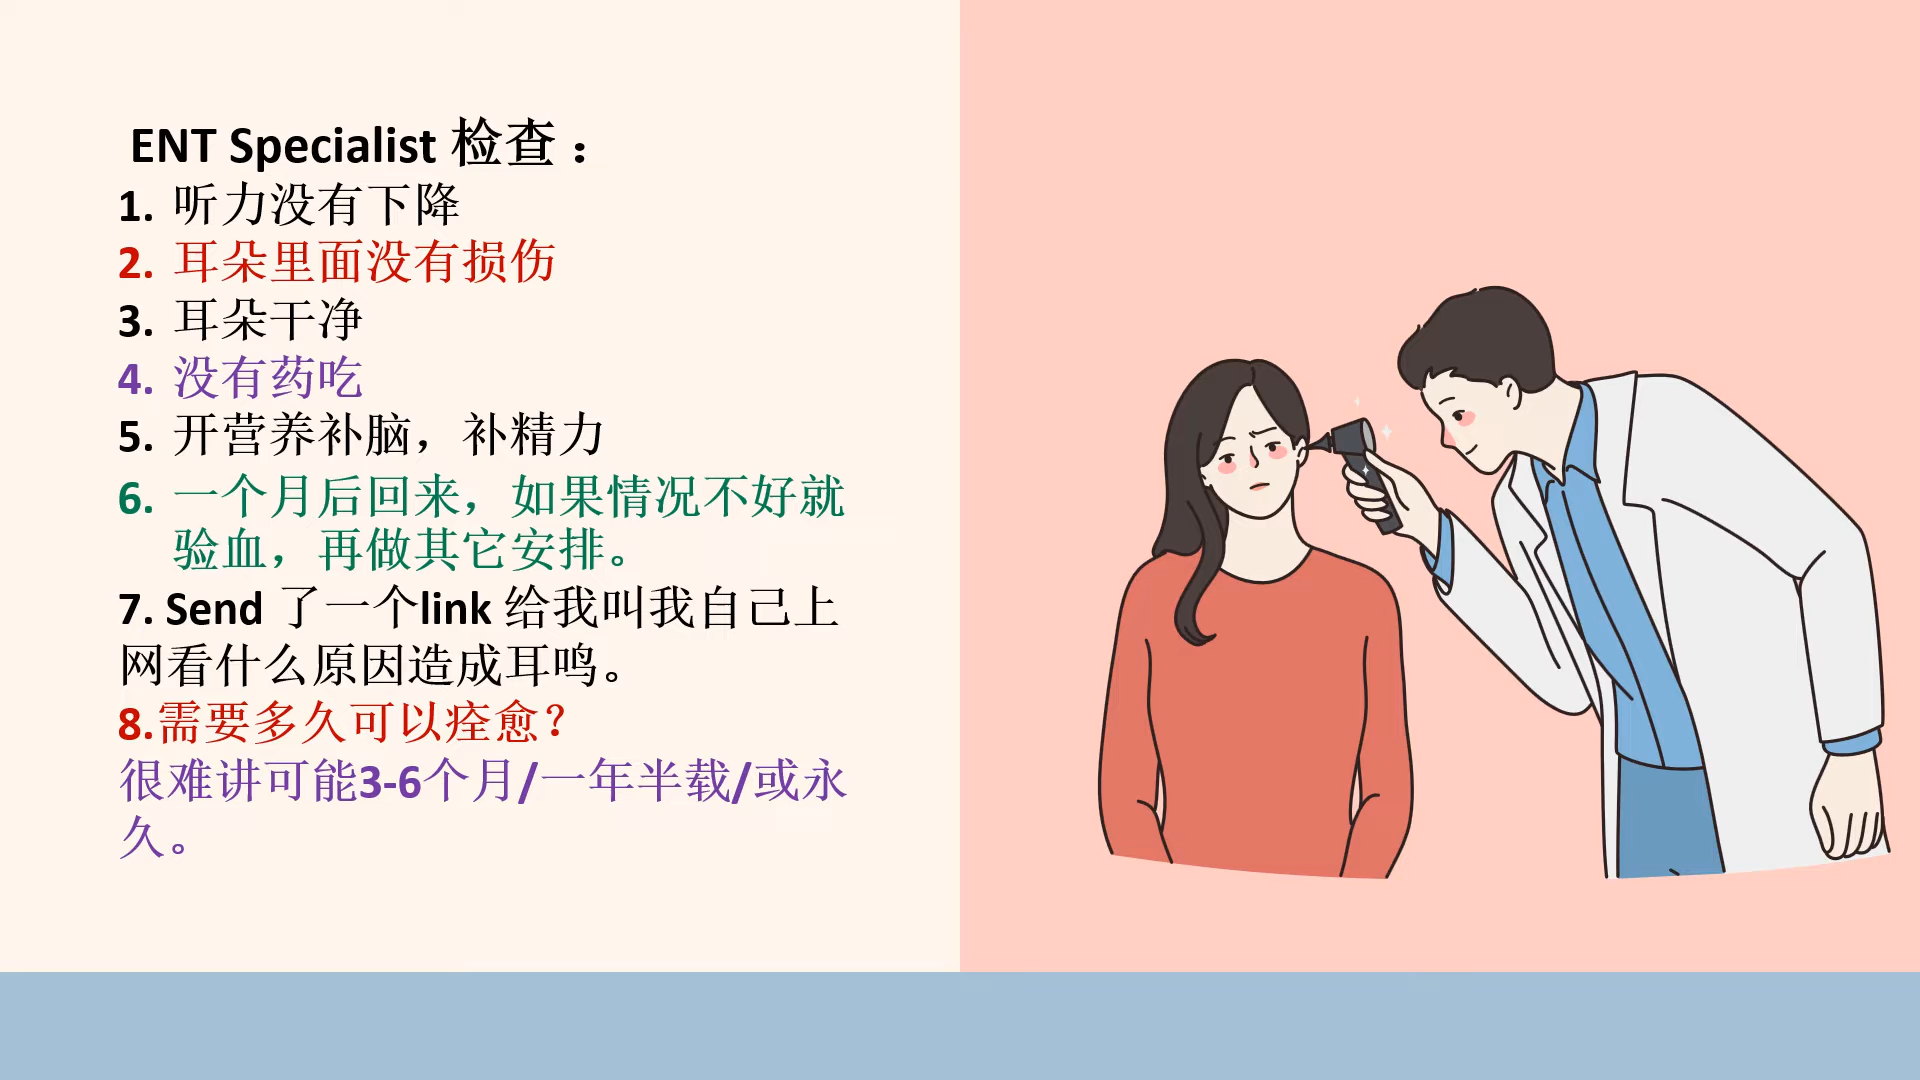 ENT Specialist 检查：
1. 听力没有下降
2. 耳朵里面没有损伤
3. 耳朵干净
4. 没有药吃
5. 开营养补脑，补精力
6. 一个月后回来，如果情况不好就
验血，再做其它安排。
7. Send 了一个link 给我叫我自己上
网看什么原因造成耳鸣。
8.需要多久可以痊愈？
很难讲可能3-6个月/一年半载/或永
久。